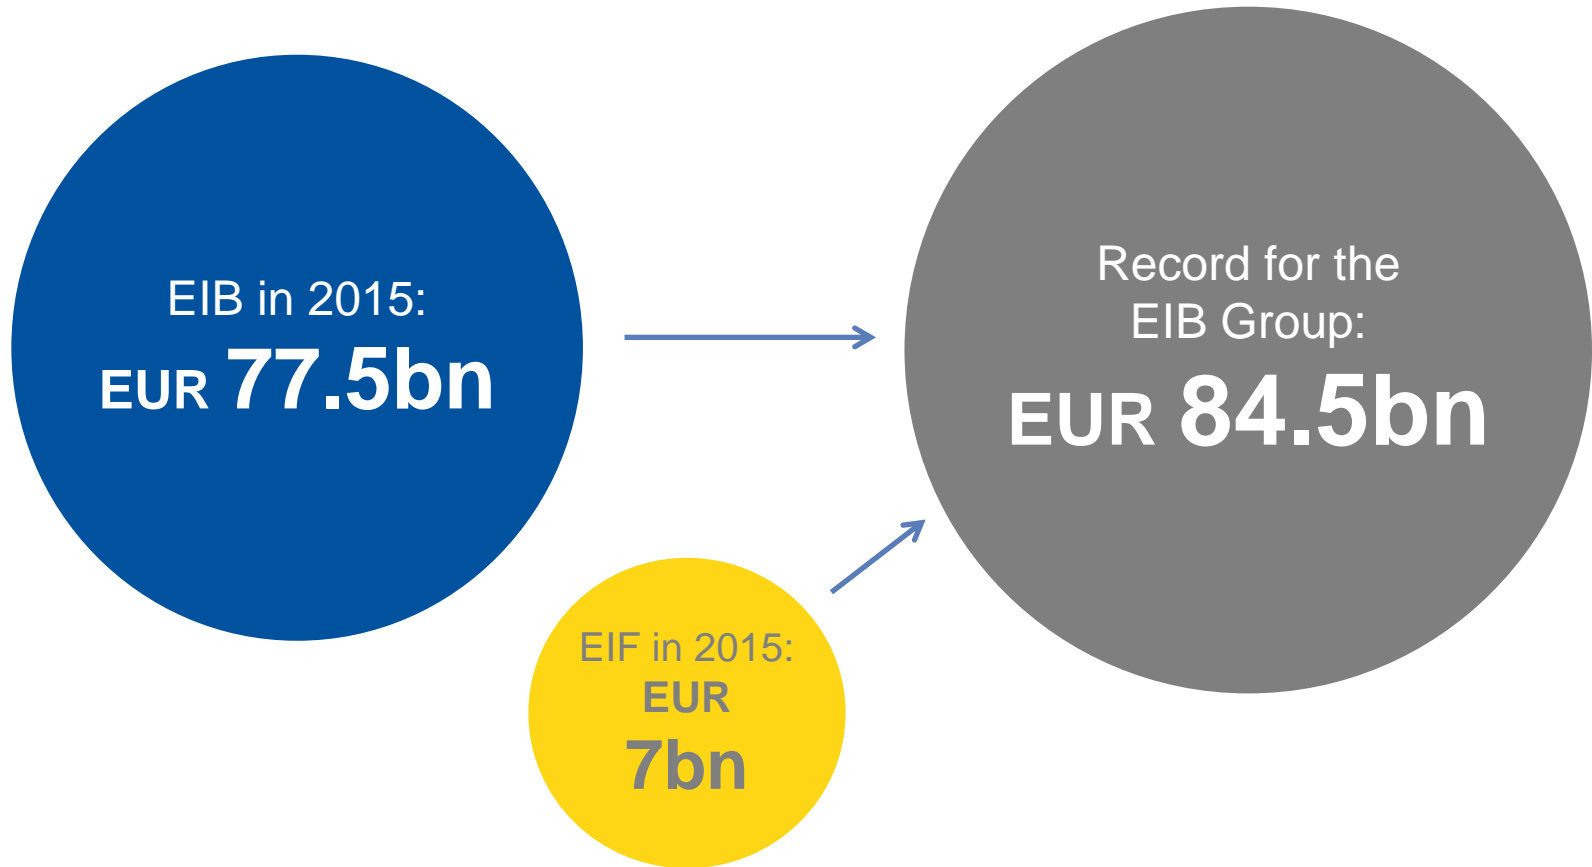 EIB in 2015:
EUR 77.5bn
Record for the
EIB Group:
EUR 84.5bn
EIF in 2015:
EUR
7bn